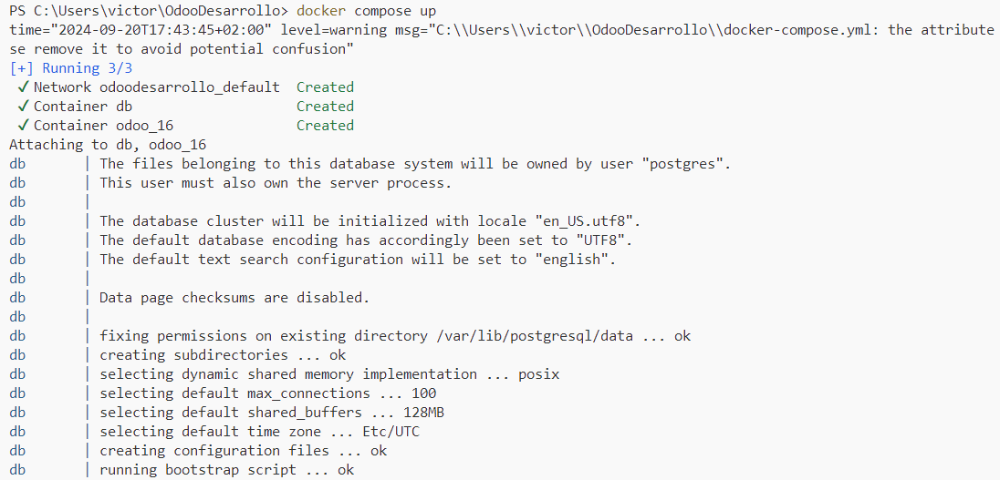 PS C:\Users\victor\OdooDesarrollo> docker compose up
time="2024-09-20T17:43:45+02:00" level=warning msg="C:\\Users\\victor\\OdooDesarrollo\\docker-compose.yml: the attribute
se remove it to avoid potential confusion"
[+] Running 3/3
✓ Network odoodesarrollo_default Created
✓ Container db Created
✓ Container odoo_16 Created
Attaching to db, odoo_16
db | The files belonging to this database system will be owned by user "postgres".
db | This user must also own the server process.
db |
db | The database cluster will be initialized with locale "en_US.utf8".
db | The default database encoding has accordingly been set to "UTF8".
db | The default text search configuration will be set to "english".
db |
db | Data page checksums are disabled.
db |
db | fixing permissions on existing directory /var/lib/postgresql/data ... ok
db | creating subdirectories ... ok
db | selecting dynamic shared memory implementation ... posix
db | selecting default max_connections ... 100
db | selecting default shared_buffers ... 128MB
db | selecting default time zone ... Etc/UTC
db | creating configuration files ... ok
db | running bootstrap script ... ok